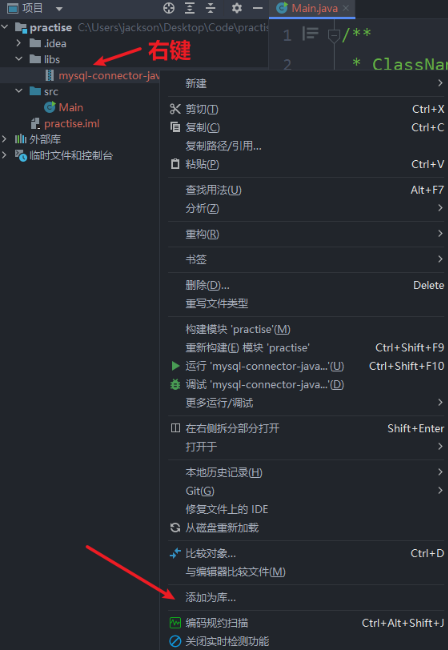 项目
Main.java
practise C:\Users\jackson\Desktop\Code\practise
1 /**
.idea
2 * ClassNam
libs
右键
mysql-connector-jav
src
Main
practise.iml
外部库
临时文件和控制台
新建
剪切(T) Ctrl+X
复制(C) Ctrl+C
复制路径/引用...
粘贴(P) Ctrl+V
查找用法(U) Alt+F7
分析(Z)
重构(R)
书签
删除(D)... Delete
重写文件类型
构建模块 'practise'(M)
重新构建(E) 模块 'practise' Ctrl+Shift+F9
运行 'mysql-connector-java...'(U) Ctrl+Shift+F10
调试 'mysql-connector-java...'(D)
更多运行/调试
在右侧拆分部分打开 Shift+Enter
打开于
本地历史记录(H)
Git(G)
修复文件上的 IDE
从磁盘重新加载
比较对象... Ctrl+D
与编辑器比较文件(M)
添加为库...
编码规约扫描 Ctrl+Alt+Shift+J
关闭实时检测功能